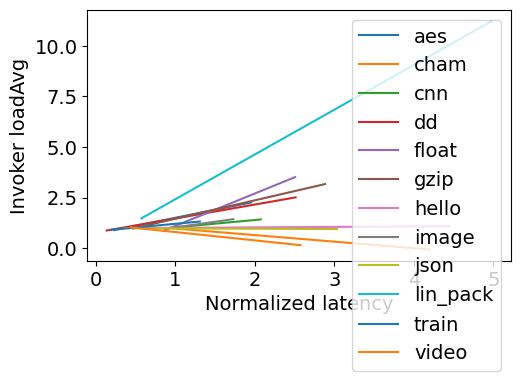 Invoker loadAvg
10.0
7.5
5.0
2.5
0.0
0
1
2
3
4
5
Normalized latency
aes
cham
cnn
dd
float
gzip
hello
image
json
lin_pack
train
video